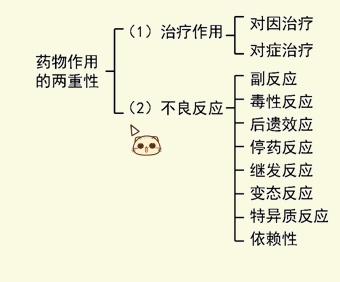 药物作用
的两重性
(1) 治疗作用
对因治疗
对症治疗
(2) 不良反应
副反应
毒性反应
后遗效应
停药反应
继发反应
变态反应
特异质反应
依赖性